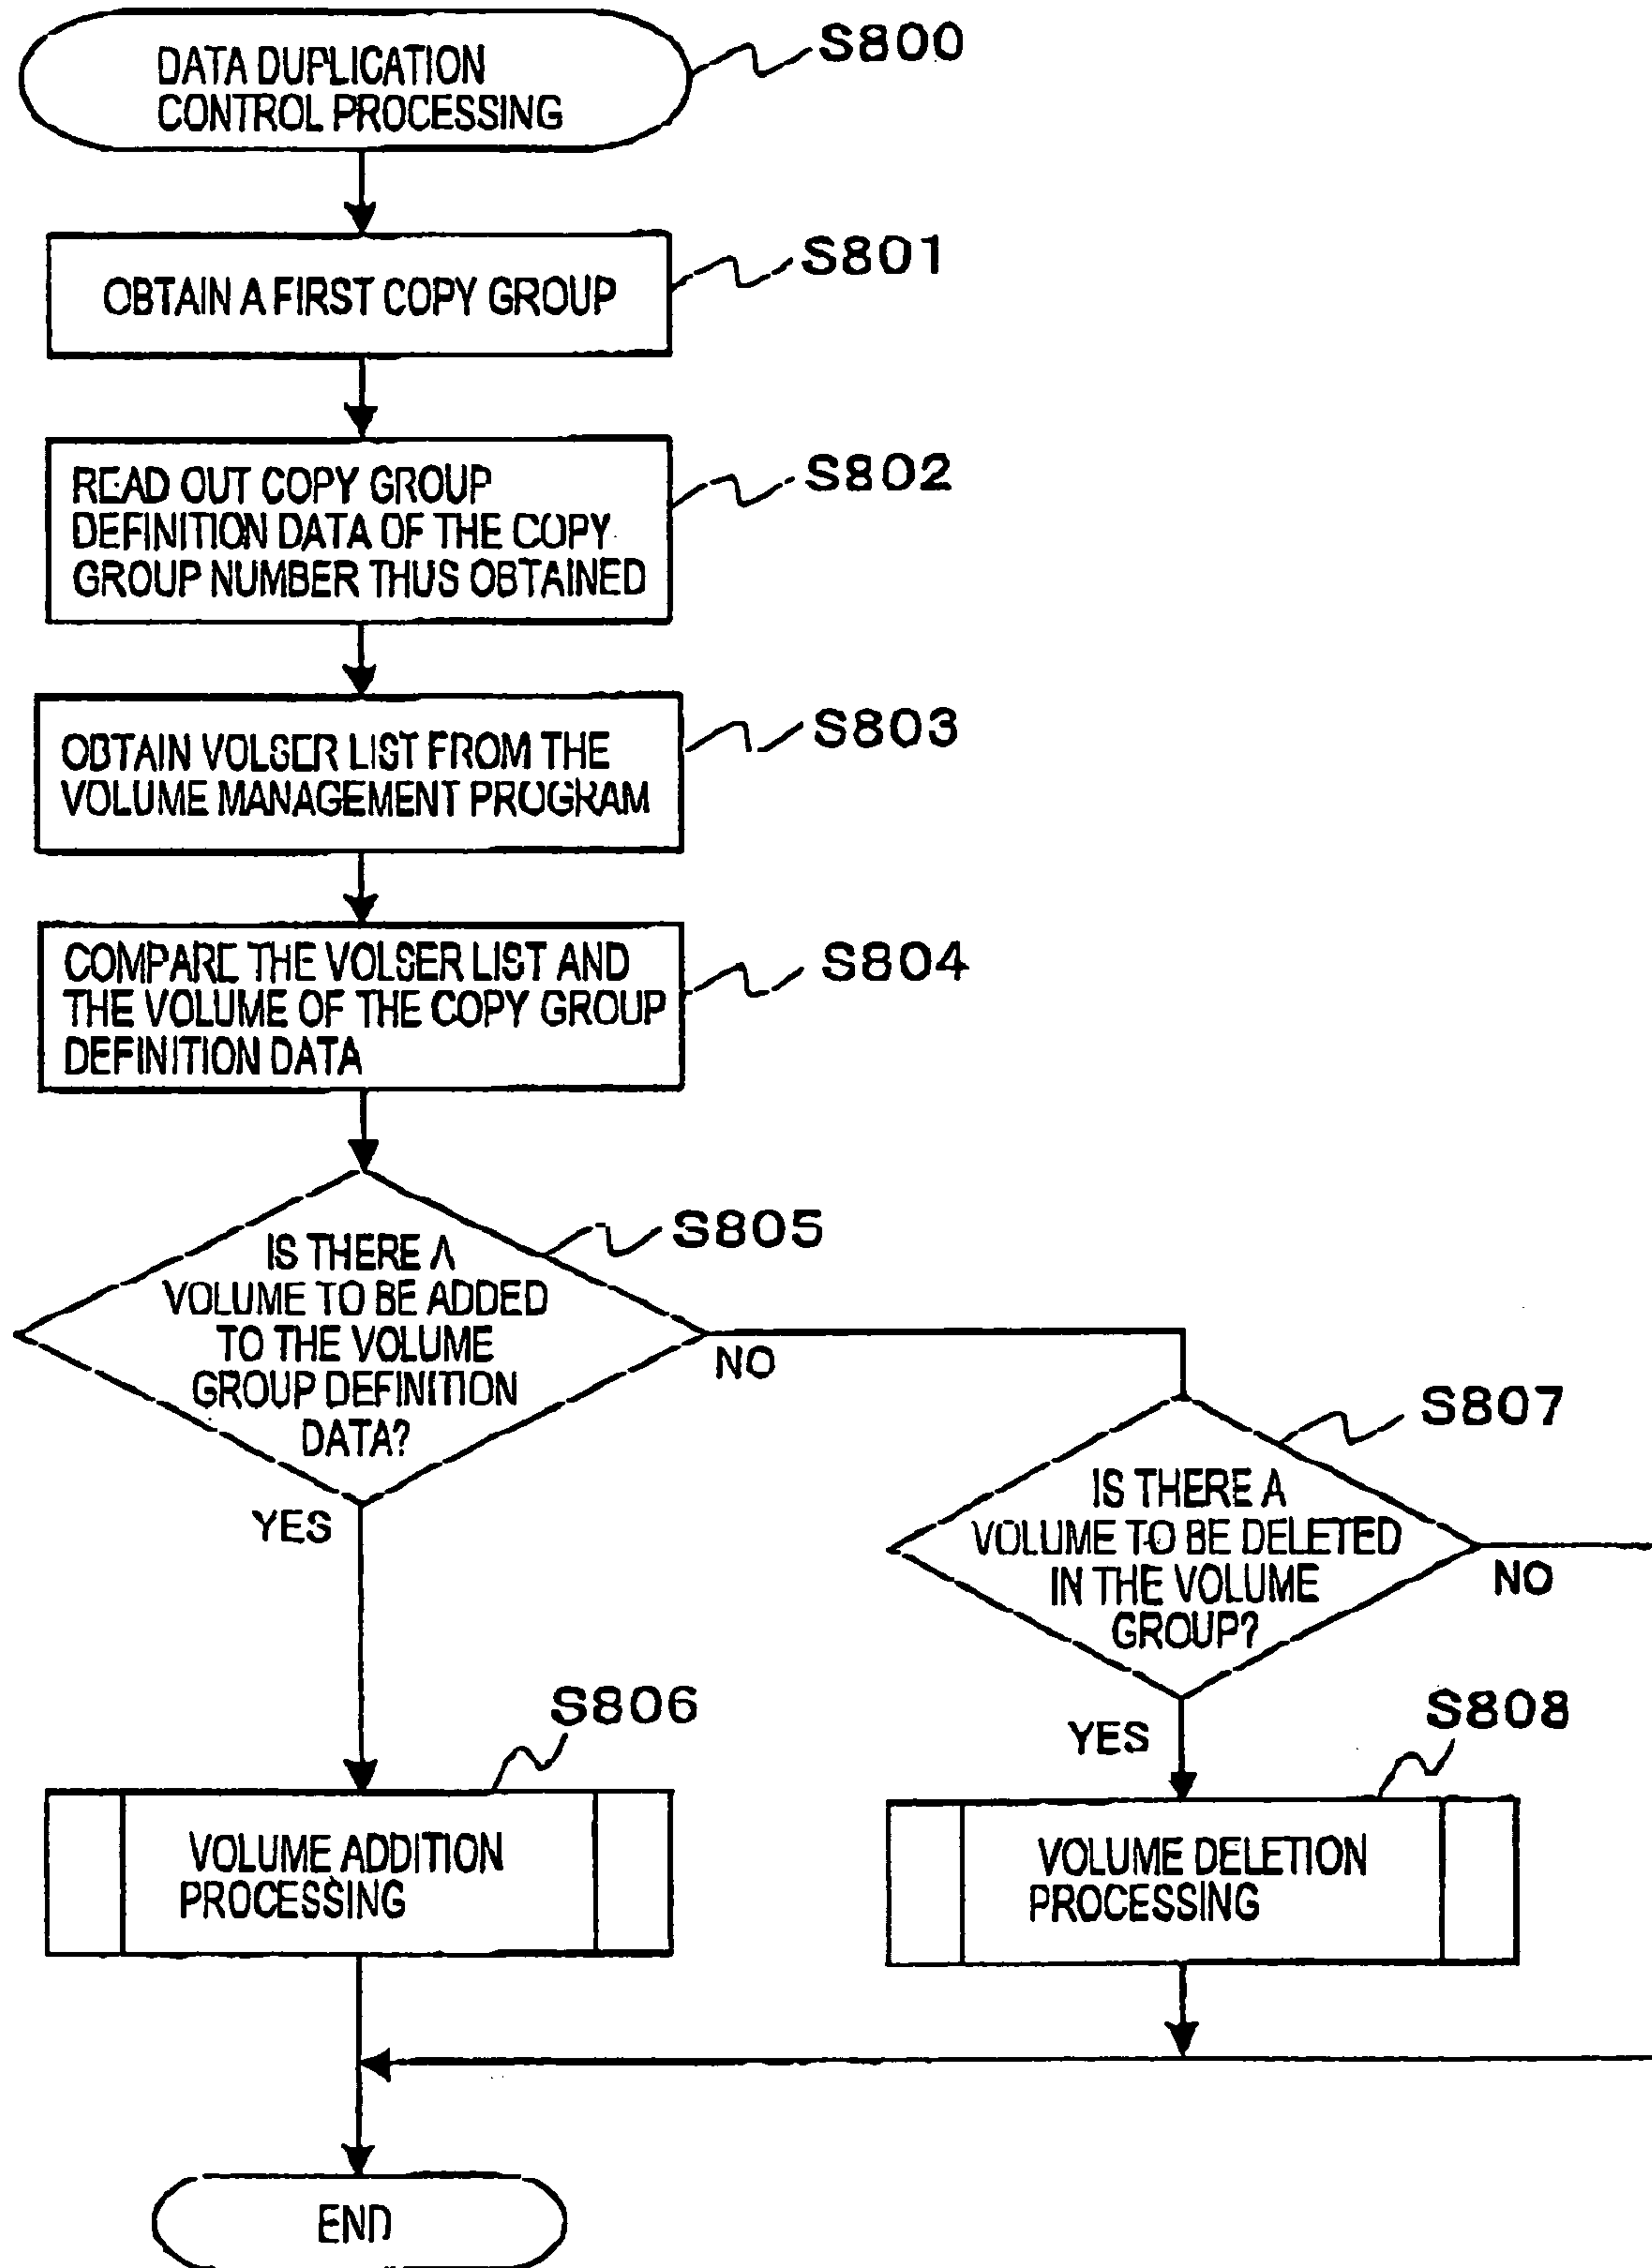 DATA DUPLICATION
CONTROL PROCESSING
S800
OBTAIN A FIRST COPY GROUP
S801
READ OUT COPY GROUP
DEFINITION DATA OF THE COPY
GROUP NUMBER THUS OBTAINED
S802
OBTAIN VOLSER LIST FROM THE
VOLUME MANAGEMENT PROGRAM
S803
COMPARE THE VOLSER LIST AND
THE VOLUME OF THE COPY GROUP
DEFINITION DATA
S804
IS THERE A
VOLUME TO BE ADDED
TO THE VOLUME
GROUP DEFINITION
DATA?
S805
NO
YES
IS THERE A
VOLUME TO BE DELETED
IN THE VOLUME
GROUP?
S807
NO
YES
S806
VOLUME ADDITION
PROCESSING
S808
VOLUME DELETION
PROCESSING
END